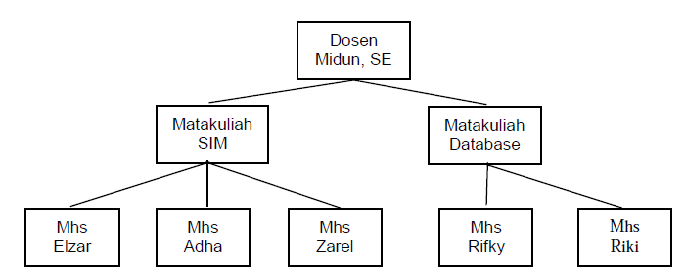 Dosen
Midun, SE
Matakuliah
SIM
Matakuliah
Database
Mhs
Elzar
Mhs
Adha
Mhs
Zarel
Mhs
Rifky
Mhs
Riki